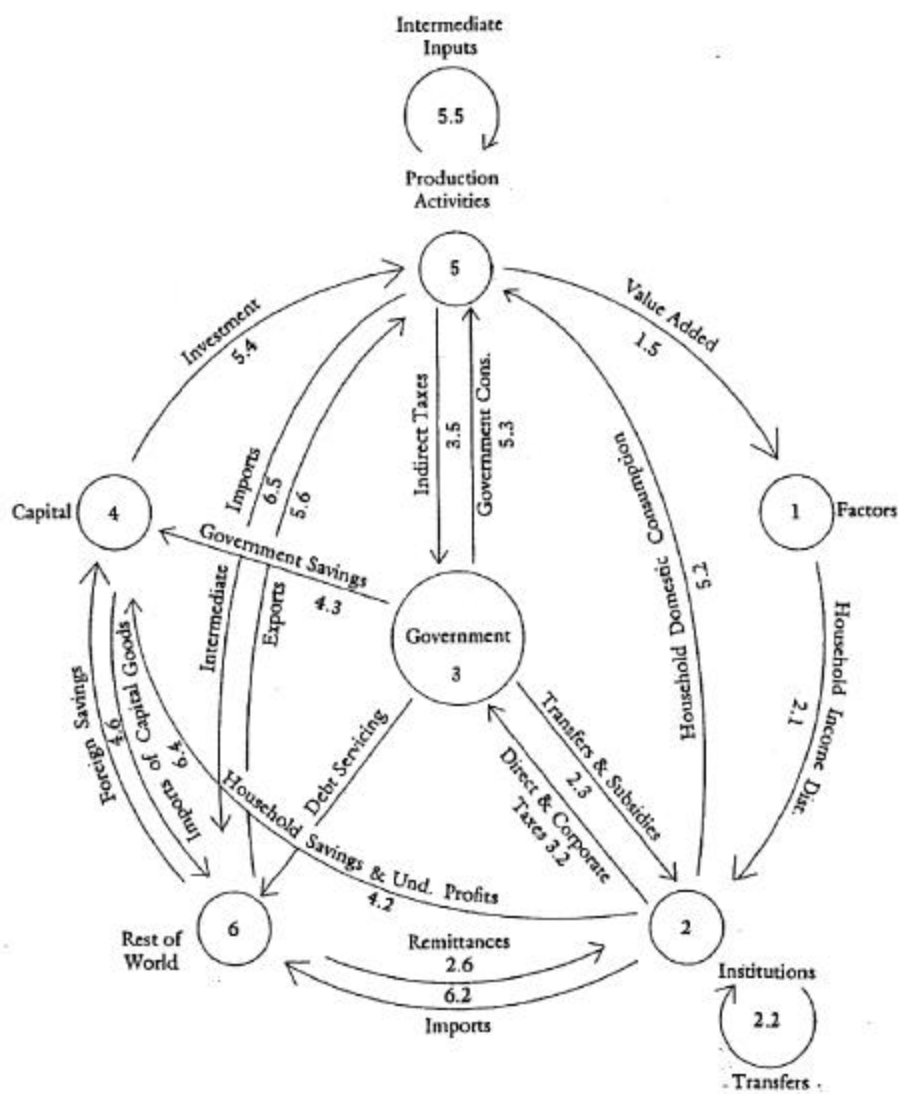 Intermediate
Inputs
5.5
Production
Activities
5
Value Added
1.5
Investment
5.4
Indirect Taxes
3.5
Government Cons.
5.3
Household Domestic Consumption
5.2
Imports
6.5
Intermediate
5.6
Exports
Capital
4
1
Factors
Government Savings
4.3
Government
3
Household Income Dist.
2.1
Foreign Savings
4.6
Imports of Capital Goods
6.4
Debt Servicing
Transfers & Subsidies
2.3
Direct & Corporate
Taxes 3.2
Household Savings & Und. Profits
4.2
6
Rest of
World
2
Remittances
2.6
6.2
Imports
Institutions
2.2
Transfers